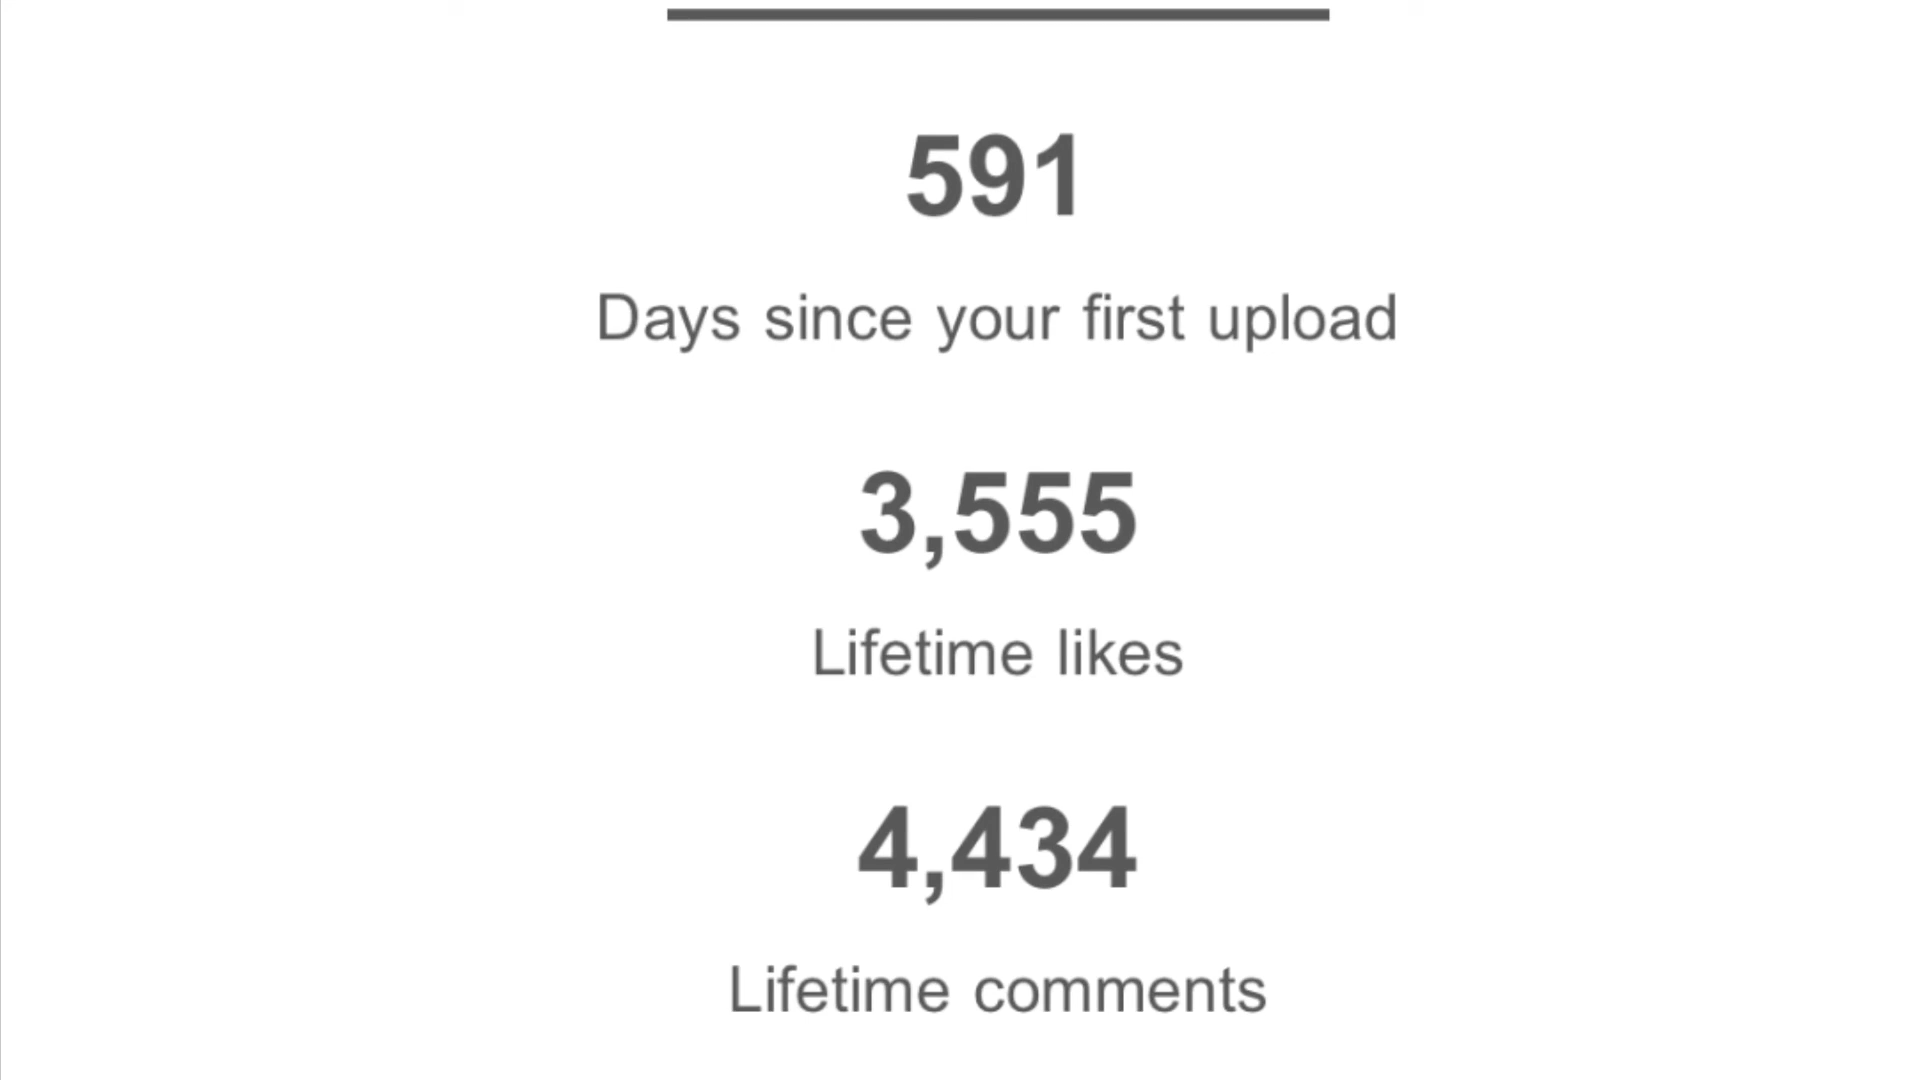 591
Days since your first upload
3,555
Lifetime likes
4,434
Lifetime comments